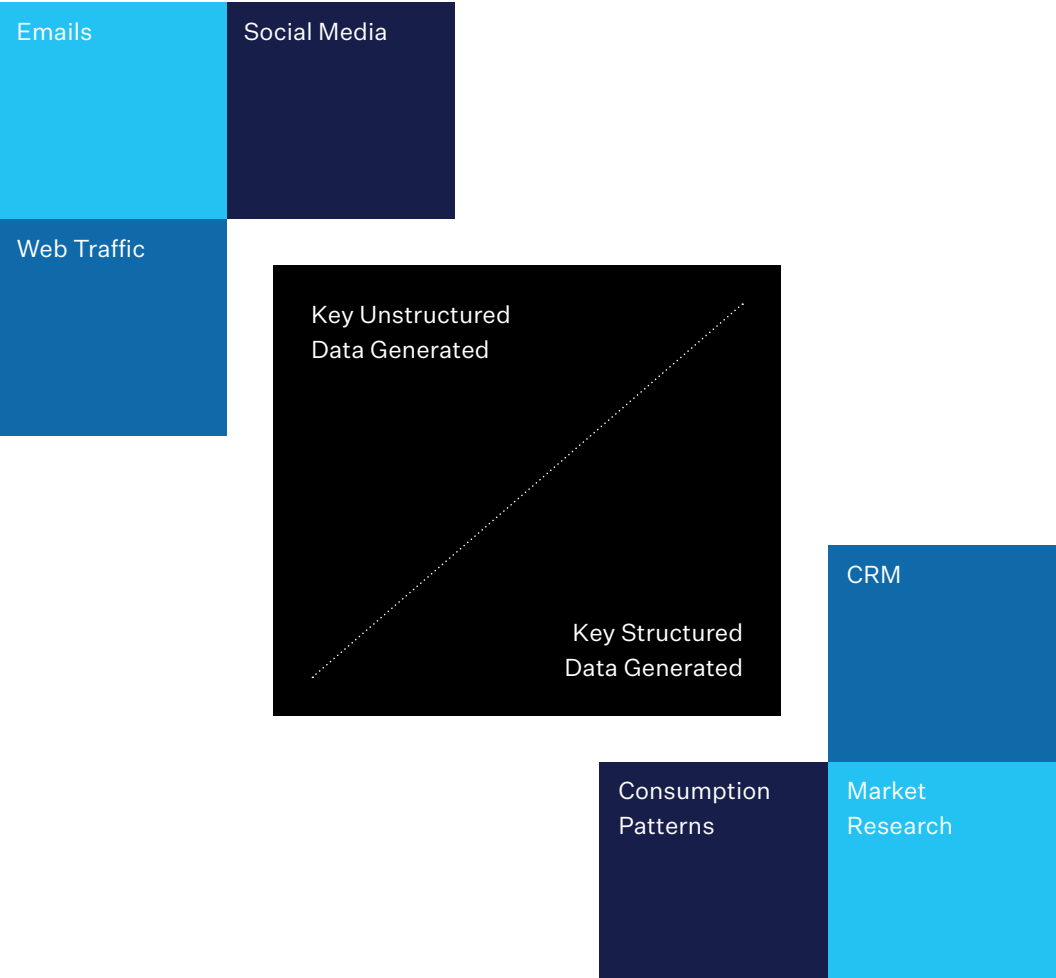 Emails
Social Media
Web Traffic
Key Unstructured
Data Generated
Key Structured
Data Generated
CRM
Consumption
Patterns
Market
Research